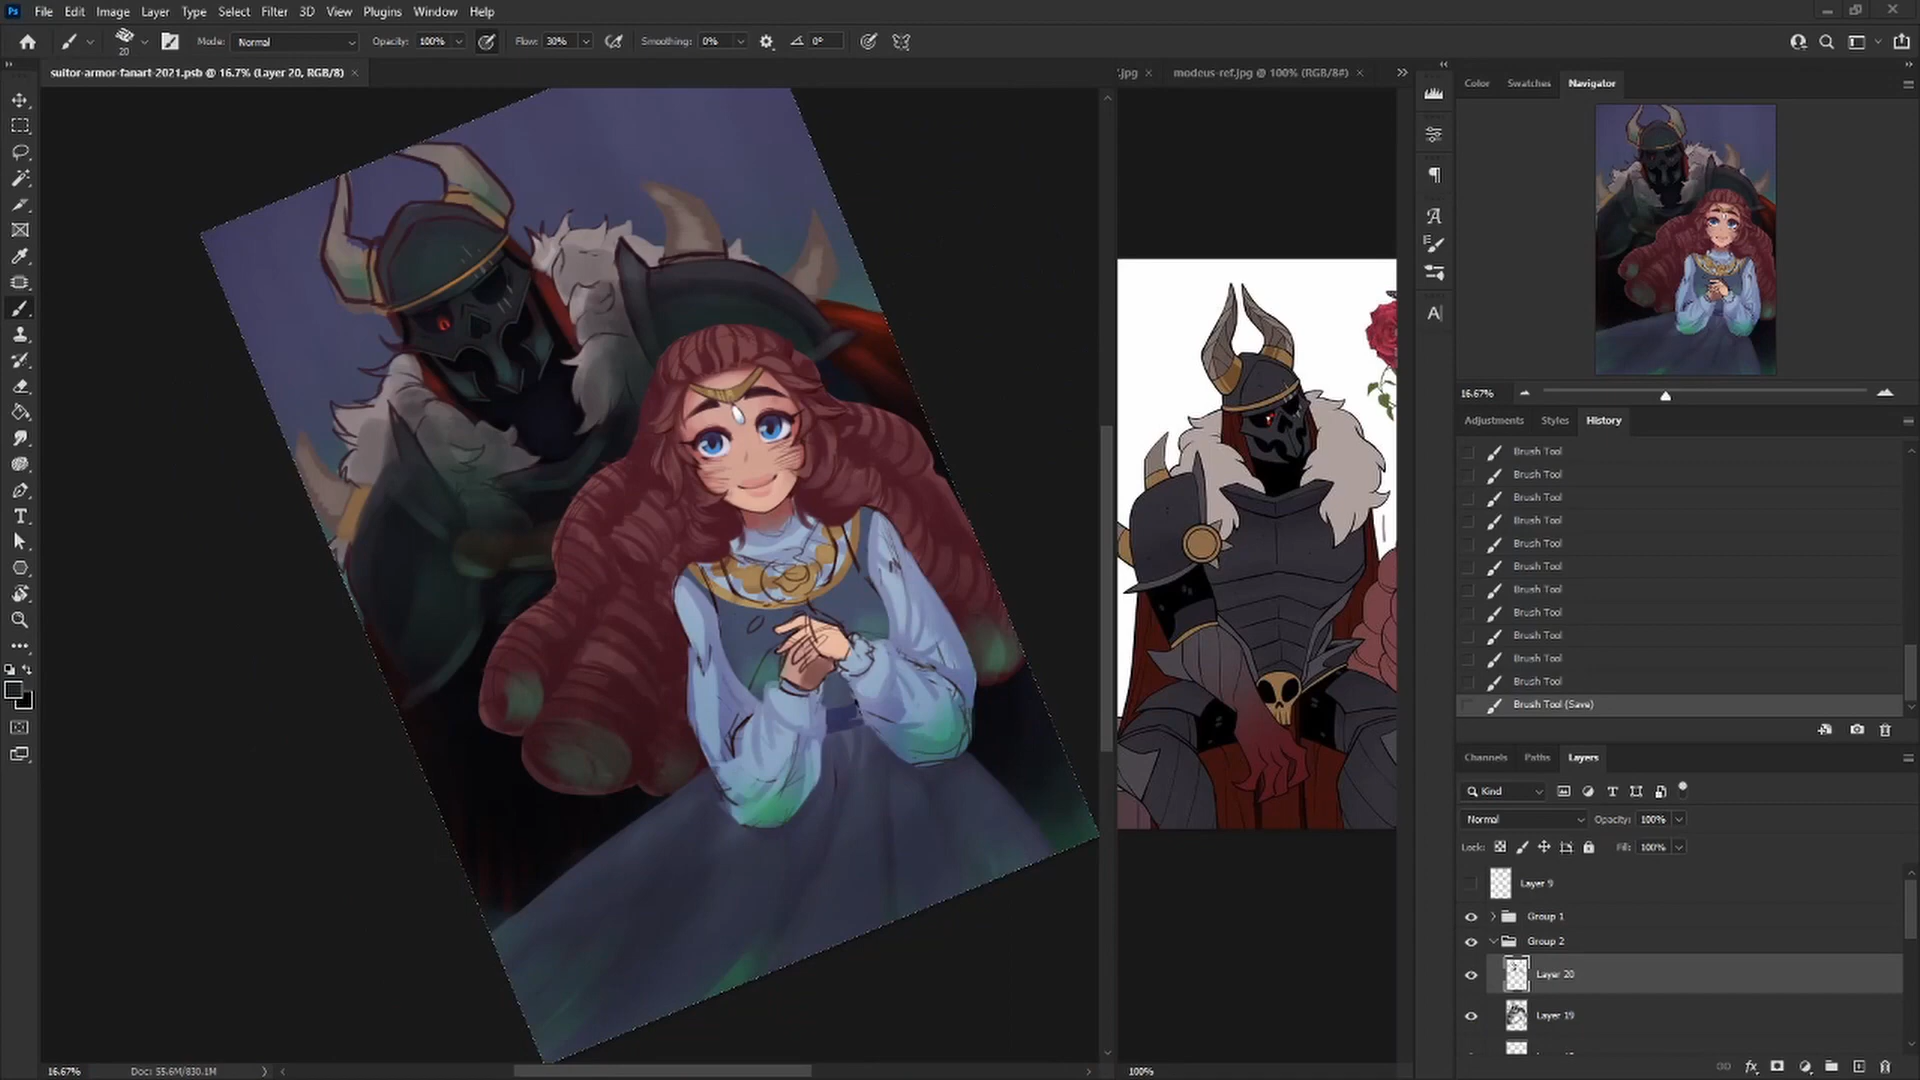 Ps File Edit Image Layer Type Select Filter 3D View Plugins Window Help
20 Mode: Normal Opacity: 100% Flow: 30% Smoothing: 0% 0°
suitor-armor-fanart-2021.psb @ 16.7% (Layer 20, RGB/8) ×
.jpg × modeus-ref.jpg @ 100% (RGB/8#) ×
Color Swatches Navigator
16.67%
Adjustments Styles History
Brush Tool
Brush Tool
Brush Tool
Brush Tool
Brush Tool
Brush Tool
Brush Tool
Brush Tool
Brush Tool
Brush Tool
Brush Tool
Brush Tool (Save)
Channels Paths Layers
Kind
Normal Opacity: 100%
Lock: Fill: 100%
Layer 9
Group 1
Group 2
Layer 20
Layer 19
16.67% Doc: 55.6M/830.1M
100%